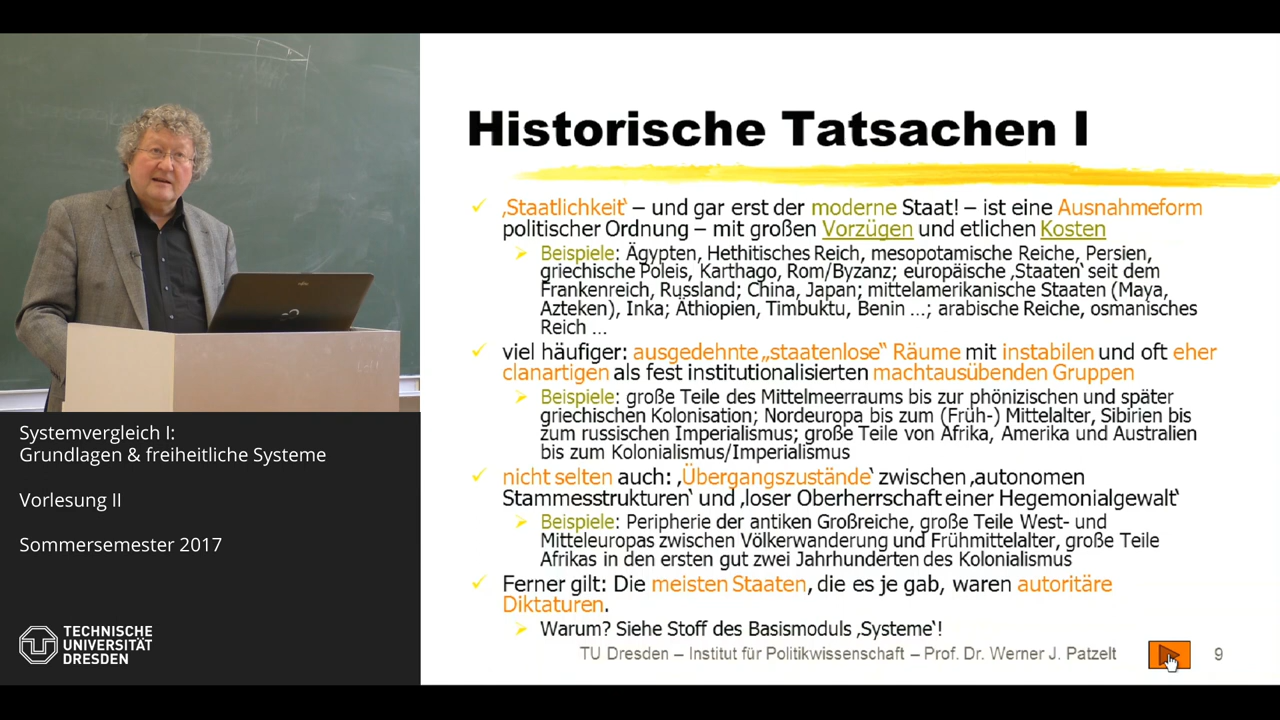 Historische Tatsachen I
‚Staatlichkeit‘ – und gar erst der moderne Staat! – ist eine Ausnahmeform
politischer Ordnung – mit großen Vorzügen und etlichen Kosten
Beispiele: Ägypten, Hethitisches Reich, mesopotamische Reiche, Persien,
griechische Poleis, Karthago, Rom/Byzanz; europäische ‚Staaten‘ seit dem
Frankenreich, Russland; China, Japan; mittelamerikanische Staaten (Maya,
Azteken), Inka; Äthiopien, Timbuktu, Benin ...; arabische Reiche, osmanisches
Reich ...
viel häufiger: ausgedehnte „staatenlose“ Räume mit instabilen und oft eher
clanartigen als fest institutionalisierten machtausübenden Gruppen
Beispiele: große Teile des Mittelmeerraums bis zur phönizischen und später
griechischen Kolonisation; Nordeuropa bis zum (Früh-) Mittelalter, Sibirien bis
zum russischen Imperialismus; große Teile von Afrika, Amerika und Australien
bis zum Kolonialismus/Imperialismus
nicht selten auch: ‚Übergangszustände‘ zwischen ‚autonomen
Stammesstrukturen‘ und ‚loser Oberherrschaft einer Hegemonialgewalt‘
Beispiele: Peripherie der antiken Großreiche, große Teile West- und
Mitteleuropas zwischen Völkerwanderung und Frühmittelalter, große Teile
Afrikas in den ersten gut zwei Jahrhunderten des Kolonialismus
Ferner gilt: Die meisten Staaten, die es je gab, waren autoritäre
Diktaturen.
Warum? Siehe Stoff des Basismoduls ‚Systeme‘!
TU Dresden – Institut für Politikwissenschaft – Prof. Dr. Werner J. Patzelt
9
Systemvergleich I:
Grundlagen & freiheitliche Systeme
Vorlesung II
Sommersemester 2017
TECHNISCHE
UNIVERSITÄT
DRESDEN